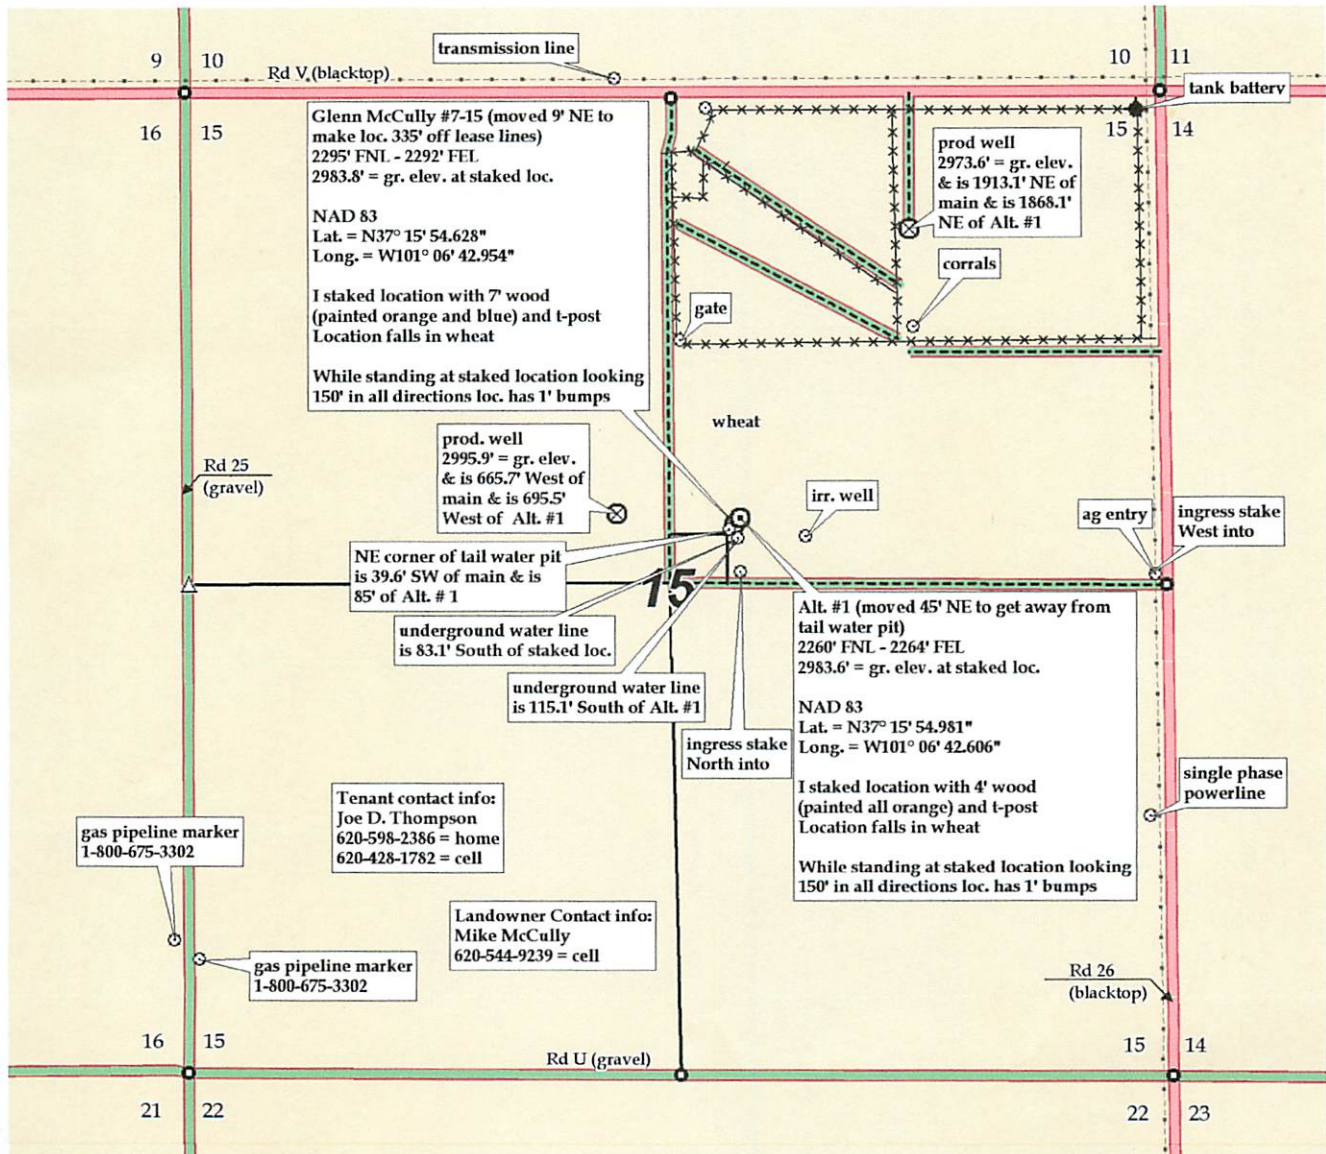 transmission line
9 10
10 11
Rd V (blacktop)
tank battery
16 15
15 14
Glenn McCully #7-15 (moved 9' NE to
make loc. 335' off lease lines)
2295' FNL - 2292' FEL
2983.8' = gr. elev. at staked loc.
NAD 83
Lat. = N37° 15' 54.628"
Long. = W101° 06' 42.954"
I staked location with 7' wood
(painted orange and blue) and t-post
Location falls in wheat
While standing at staked location looking
150' in all directions loc. has 1' bumps
prod well
2973.6' = gr. elev.
& is 1913.1' NE of
main & is 1868.1'
NE of Alt. #1
corrals
gate
wheat
prod. well
2995.9' = gr. elev.
& is 665.7' West of
main & is 695.5'
West of Alt. #1
Rd 25
(gravel)
irr. well
ag entry
ingress stake
West into
NE corner of tail water pit
is 39.6' SW of main & is
85' of Alt. # 1
15
underground water line
is 83.1' South of staked loc.
underground water line
is 115.1' South of Alt. #1
ingress stake
North into
Alt. #1 (moved 45' NE to get away from
tail water pit)
2260' FNL - 2264' FEL
2983.6' = gr. elev. at staked loc.
NAD 83
Lat. = N37° 15' 54.981"
Long. = W101° 06' 42.606"
I staked location with 4' wood
(painted all orange) and t-post
Location falls in wheat
While standing at staked location looking
150' in all directions loc. has 1' bumps
single phase
powerline
Tenant contact info:
Joe D. Thompson
620-598-2386 = home
620-428-1782 = cell
gas pipeline marker
1-800-675-3302
Landowner Contact info:
Mike McCully
620-544-9239 = cell
gas pipeline marker
1-800-675-3302
Rd 26
(blacktop)
16 15
15 14
Rd U (gravel)
21 22
22 23